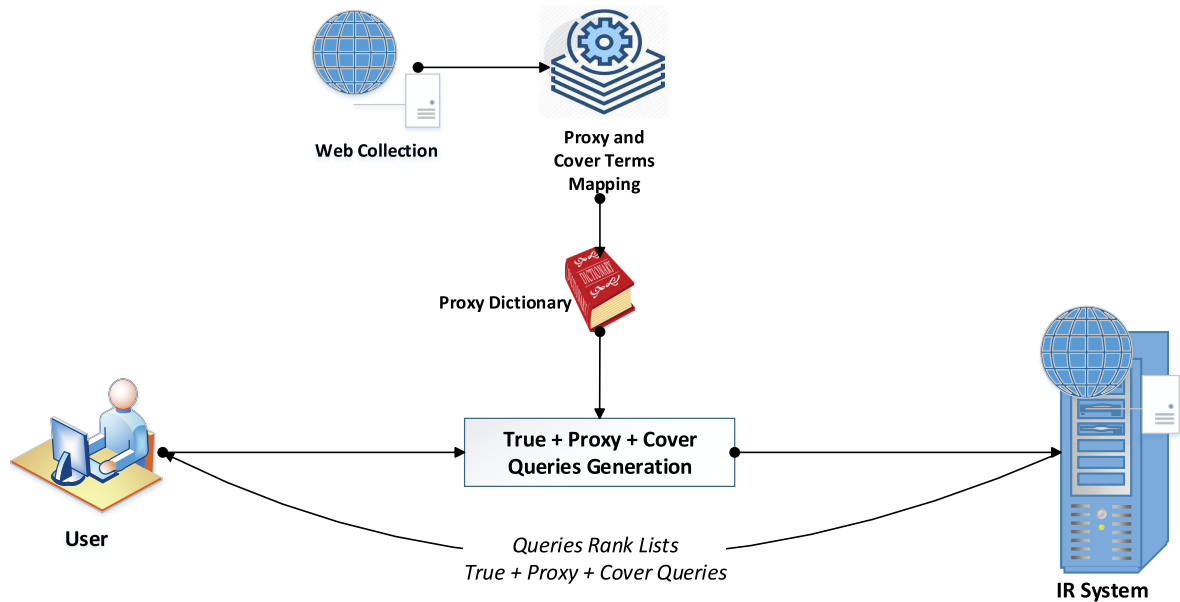 Web Collection
Proxy and
Cover Terms
Mapping
DICTIONARY
Proxy Dictionary
True + Proxy + Cover
Queries Generation
User
Queries Rank Lists
True + Proxy + Cover Queries
IR System